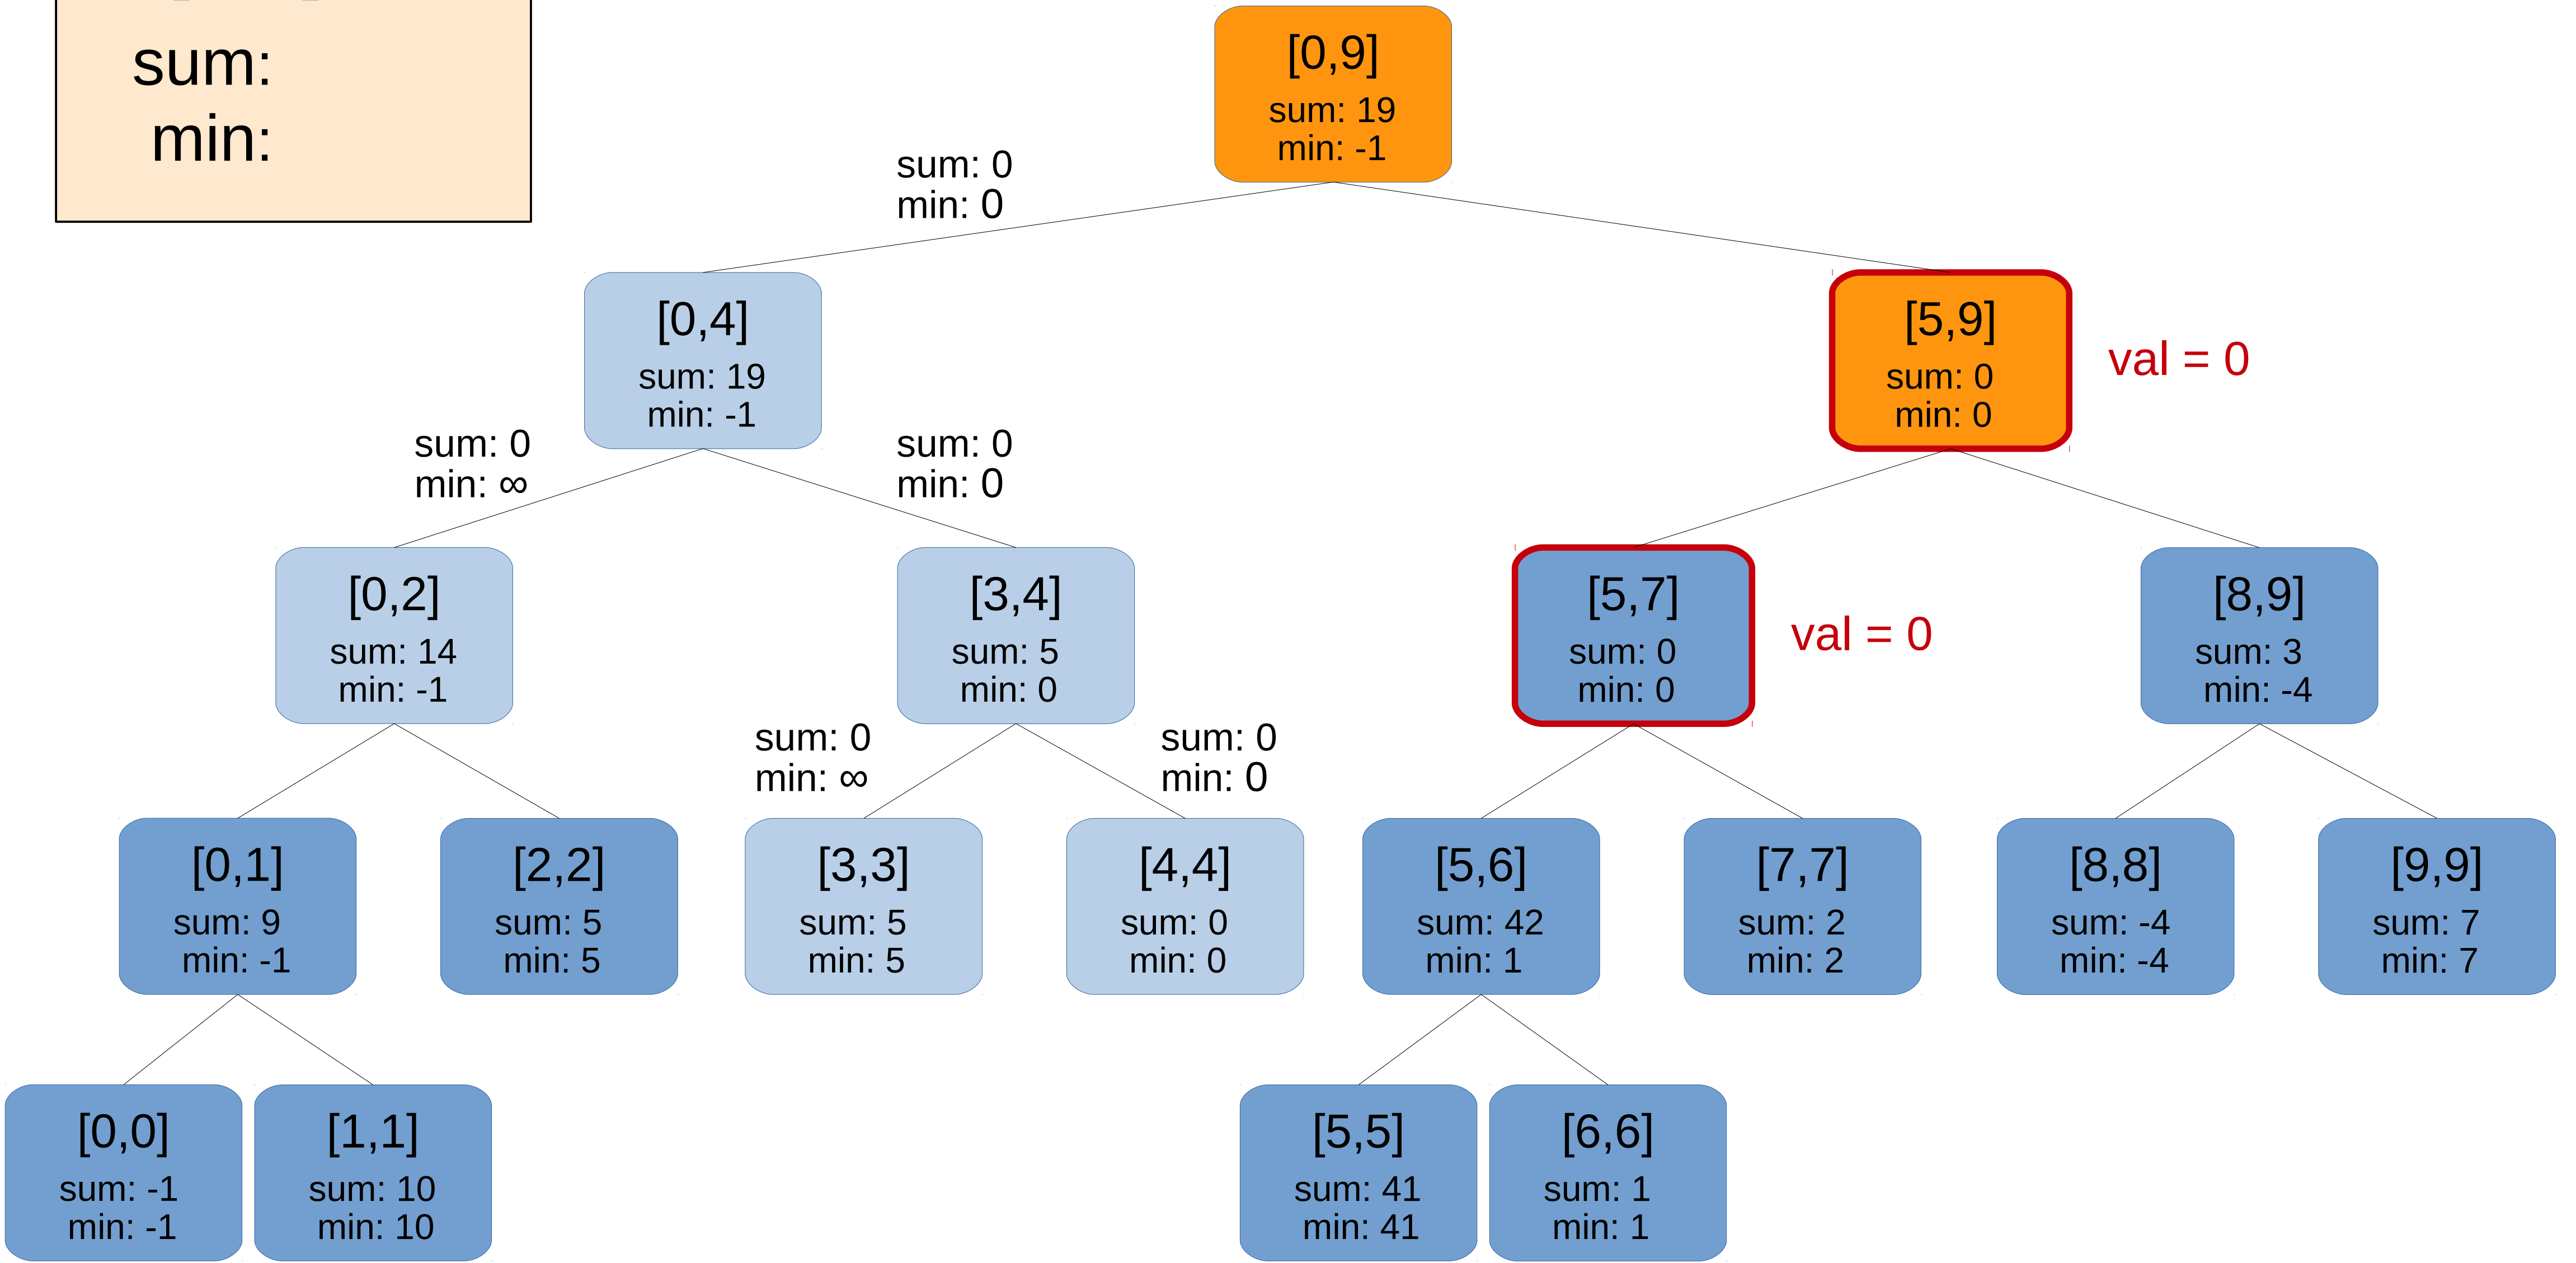 sum:
min:
[0,9]
sum: 19
min: -1
sum: 0
min: 0
[0,4]
sum: 19
min: -1
[5,9]
sum: 0
min: 0
val = 0
sum: 0
min: ∞
sum: 0
min: 0
[0,2]
sum: 14
min: -1
[3,4]
sum: 5
min: 0
[5,7]
sum: 0
min: 0
val = 0
[8,9]
sum: 3
min: -4
sum: 0
min: ∞
sum: 0
min: 0
[0,1]
sum: 9
min: -1
[2,2]
sum: 5
min: 5
[3,3]
sum: 5
min: 5
[4,4]
sum: 0
min: 0
[5,6]
sum: 42
min: 1
[7,7]
sum: 2
min: 2
[8,8]
sum: -4
min: -4
[9,9]
sum: 7
min: 7
[0,0]
sum: -1
min: -1
[1,1]
sum: 10
min: 10
[5,5]
sum: 41
min: 41
[6,6]
sum: 1
min: 1